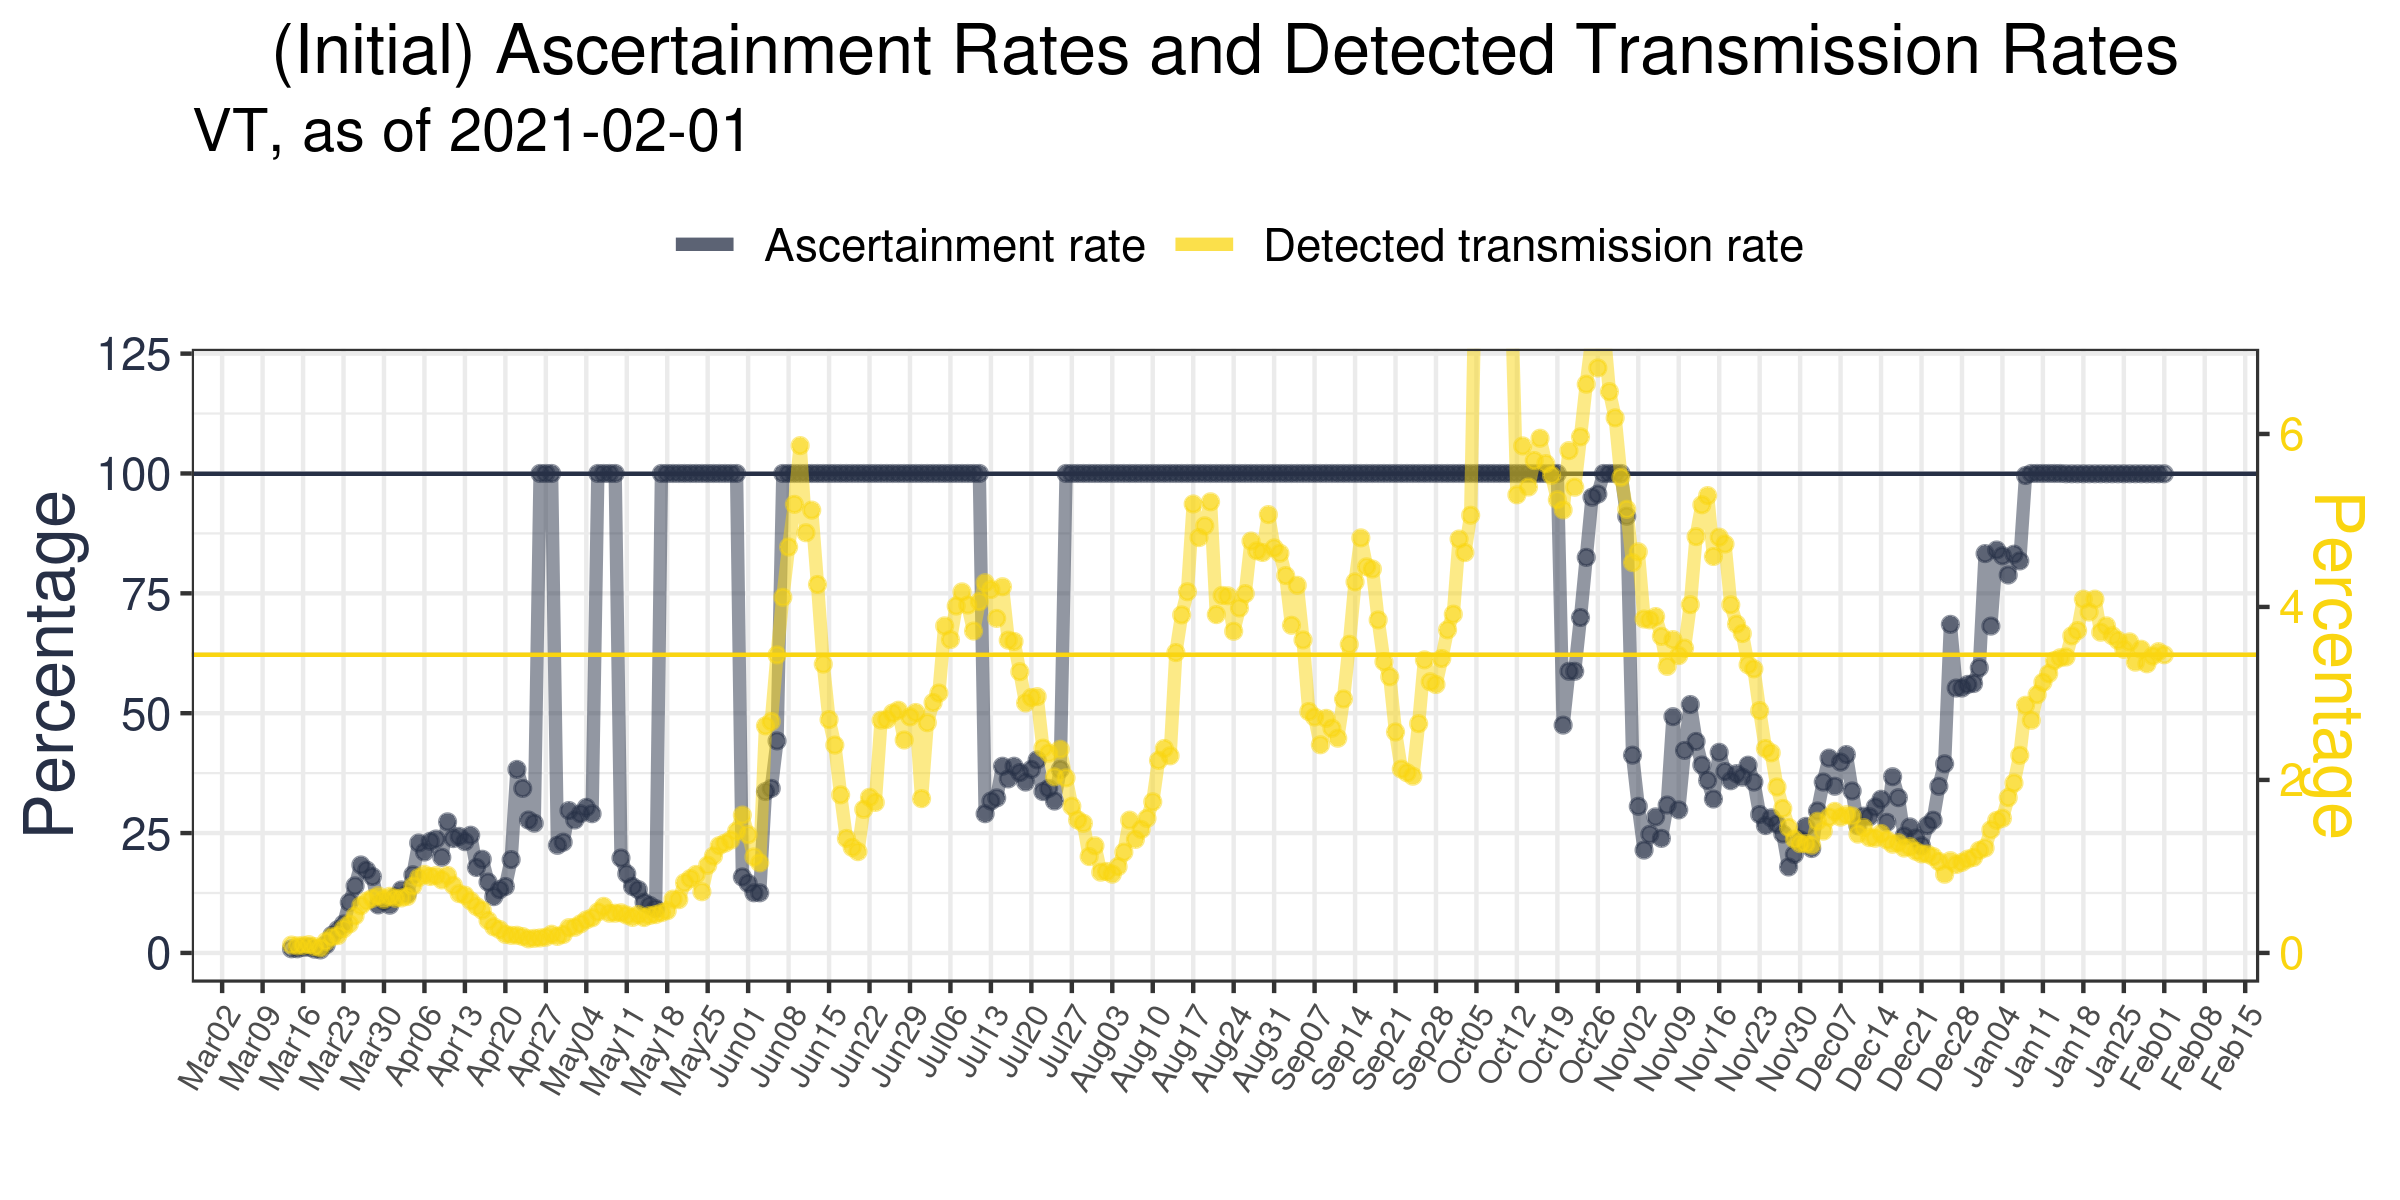 (Initial) Ascertainment Rates and Detected Transmission Rates
VT, as of 2021-02-01
Ascertainment rate
Detected transmission rate
Percentage
125
100
75
50
25
0
6
4
2
0
Percentage
Mar02
Mar09
Mar16
Mar23
Mar30
Apr06
Apr13
Apr20
Apr27
May04
May11
May18
May25
Jun01
Jun08
Jun15
Jun22
Jun29
Jul06
Jul13
Jul20
Jul27
Aug03
Aug10
Aug17
Aug24
Aug31
Sep07
Sep14
Sep21
Sep28
Oct05
Oct12
Oct19
Oct26
Nov02
Nov09
Nov16
Nov23
Nov30
Dec07
Dec14
Dec21
Dec28
Jan04
Jan11
Jan18
Jan25
Feb01
Feb08
Feb15